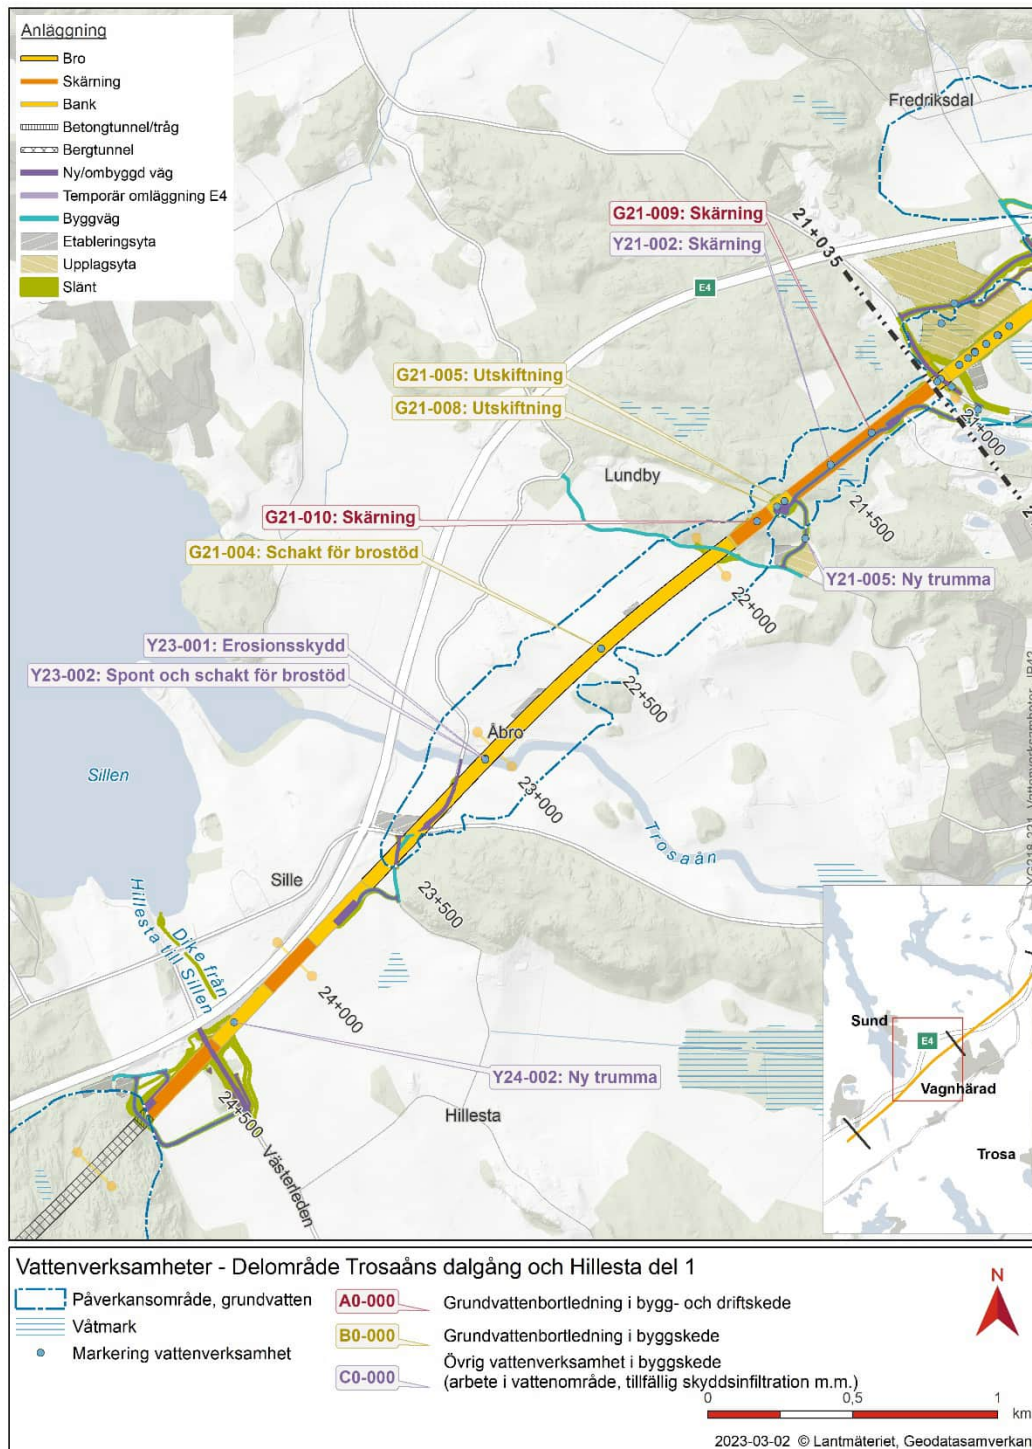 Anläggning
Bro
Skärning
Bank
Betongtunnel/tråg
Bergtunnel
Ny/ombyggd väg
Temporär omläggning E4
Byggväg
Etableringsyta
Upplagsyta
Slänt
Fredriksdal
G21-009: Skärning
Y21-002: Skärning
21+035
E4
G21-005: Utskiftning
G21-008: Utskiftning
21+000
Lundby
21+500
G21-010: Skärning
G21-004: Schakt för brostöd
Y21-005: Ny trumma
22+000
Y23-001: Erosionsskydd
Y23-002: Spont och schakt för brostöd
22+500
Åbro
Sillen
23+000
Trosaån
Sille
23+500
Dike från
Hillesta till Sillen
24+000
Y24-002: Ny trumma
Hillesta
24+500
Västerleden
Sund
E4
Vagnhärad
Trosa
Vattenverksamheter - Delområde Trosaåns dalgång och Hillesta del 1
Påverkansområde, grundvatten
Våtmark
Markering vattenverksamhet
A0-000
Grundvattenbortledning i bygg- och driftskede
B0-000
Grundvattenbortledning i byggskede
C0-000
Övrig vattenverksamhet i byggskede
(arbete i vattenområde, tillfällig skyddsinfiltration m.m.)
N
0 0,5 1
km
2023-03-02 © Lantmäteriet, Geodatasamverkan